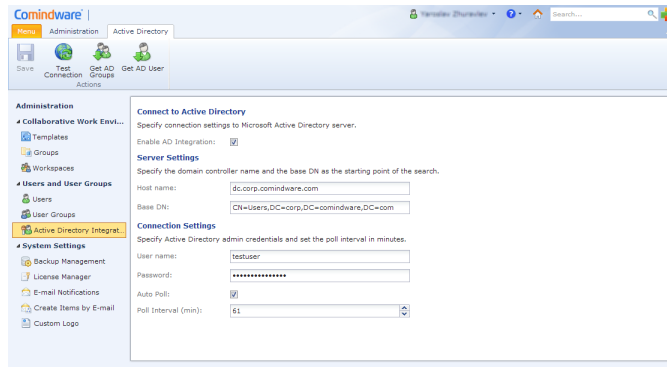 Comindware
Search...
Menu Administration Active Directory
Save Test Connection Get AD Groups Get AD User
Actions
Administration
Collaborative Work Envi...
Templates
Groups
Workspaces
Users and User Groups
Users
User Groups
Active Directory Integrat...
System Settings
Backup Management
License Manager
E-mail Notifications
Create Items by E-mail
Custom Logo
Connect to Active Directory
Specify connection settings to Microsoft Active Directory server.
Enable AD Integration:
Server Settings
Specify the domain controller name and the base DN as the starting point of the search.
Host name: dc.corp.comindware.com
Base DN: CN=Users,DC=corp,DC=comindware,DC=com
Connection Settings
Specify Active Directory admin credentials and set the poll interval in minutes.
User name: testuser
Password: •••••••••••••••
Auto Poll:
Poll Interval (min): 61